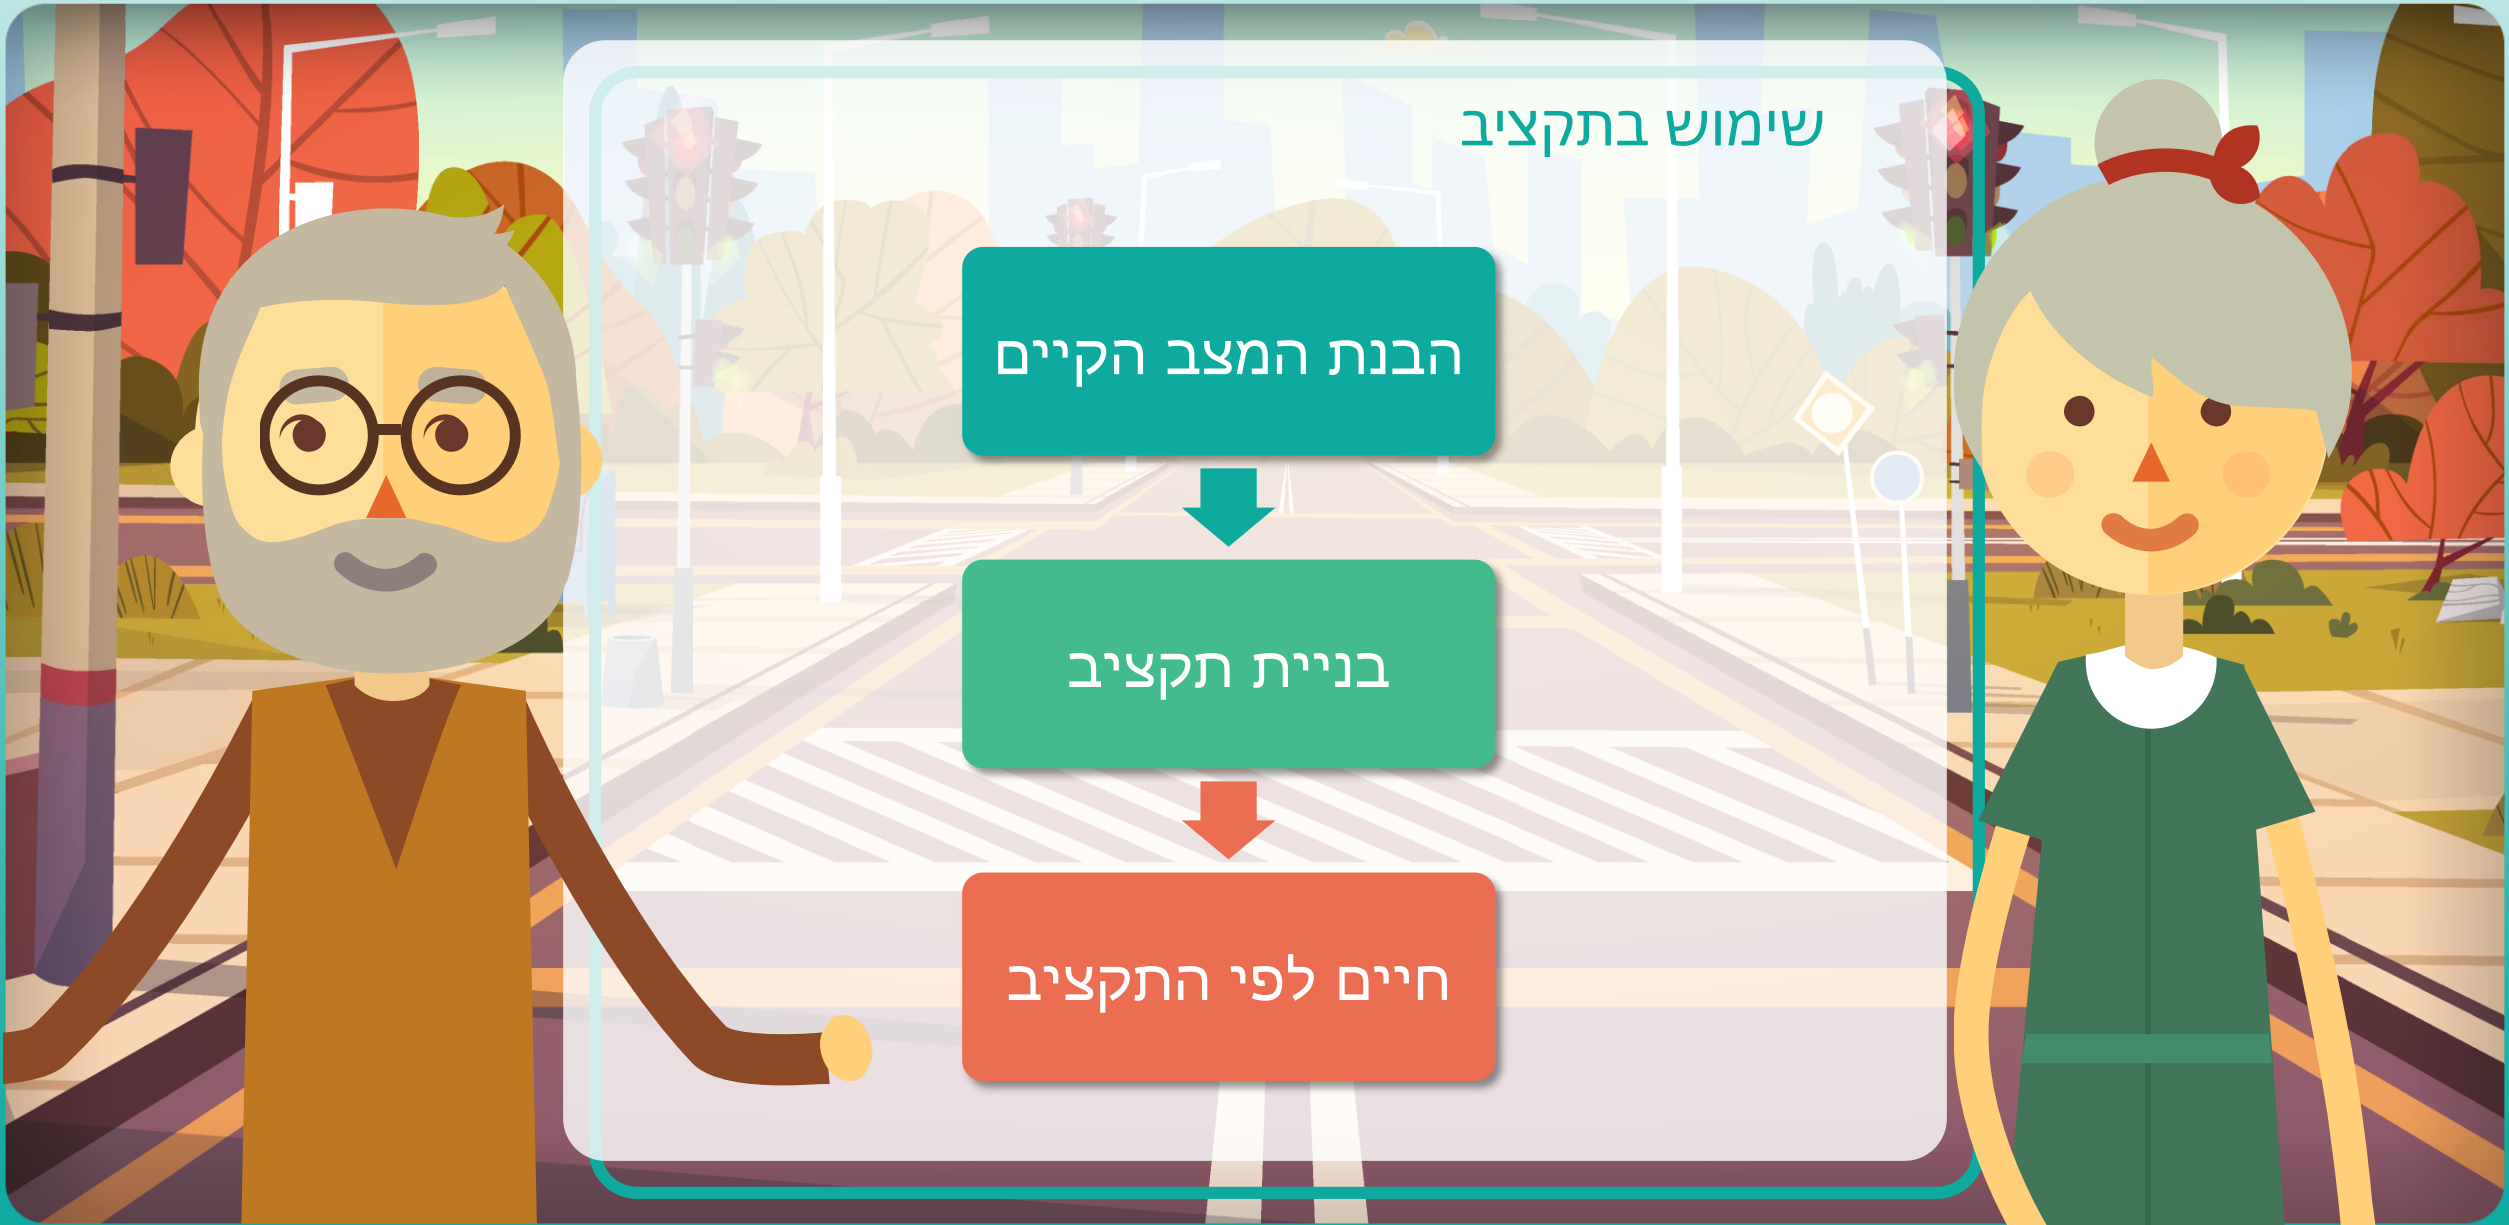 שימוש בתקציב
הבנת המצב הקיים
בניית תקציב
חיים לפי התקציב